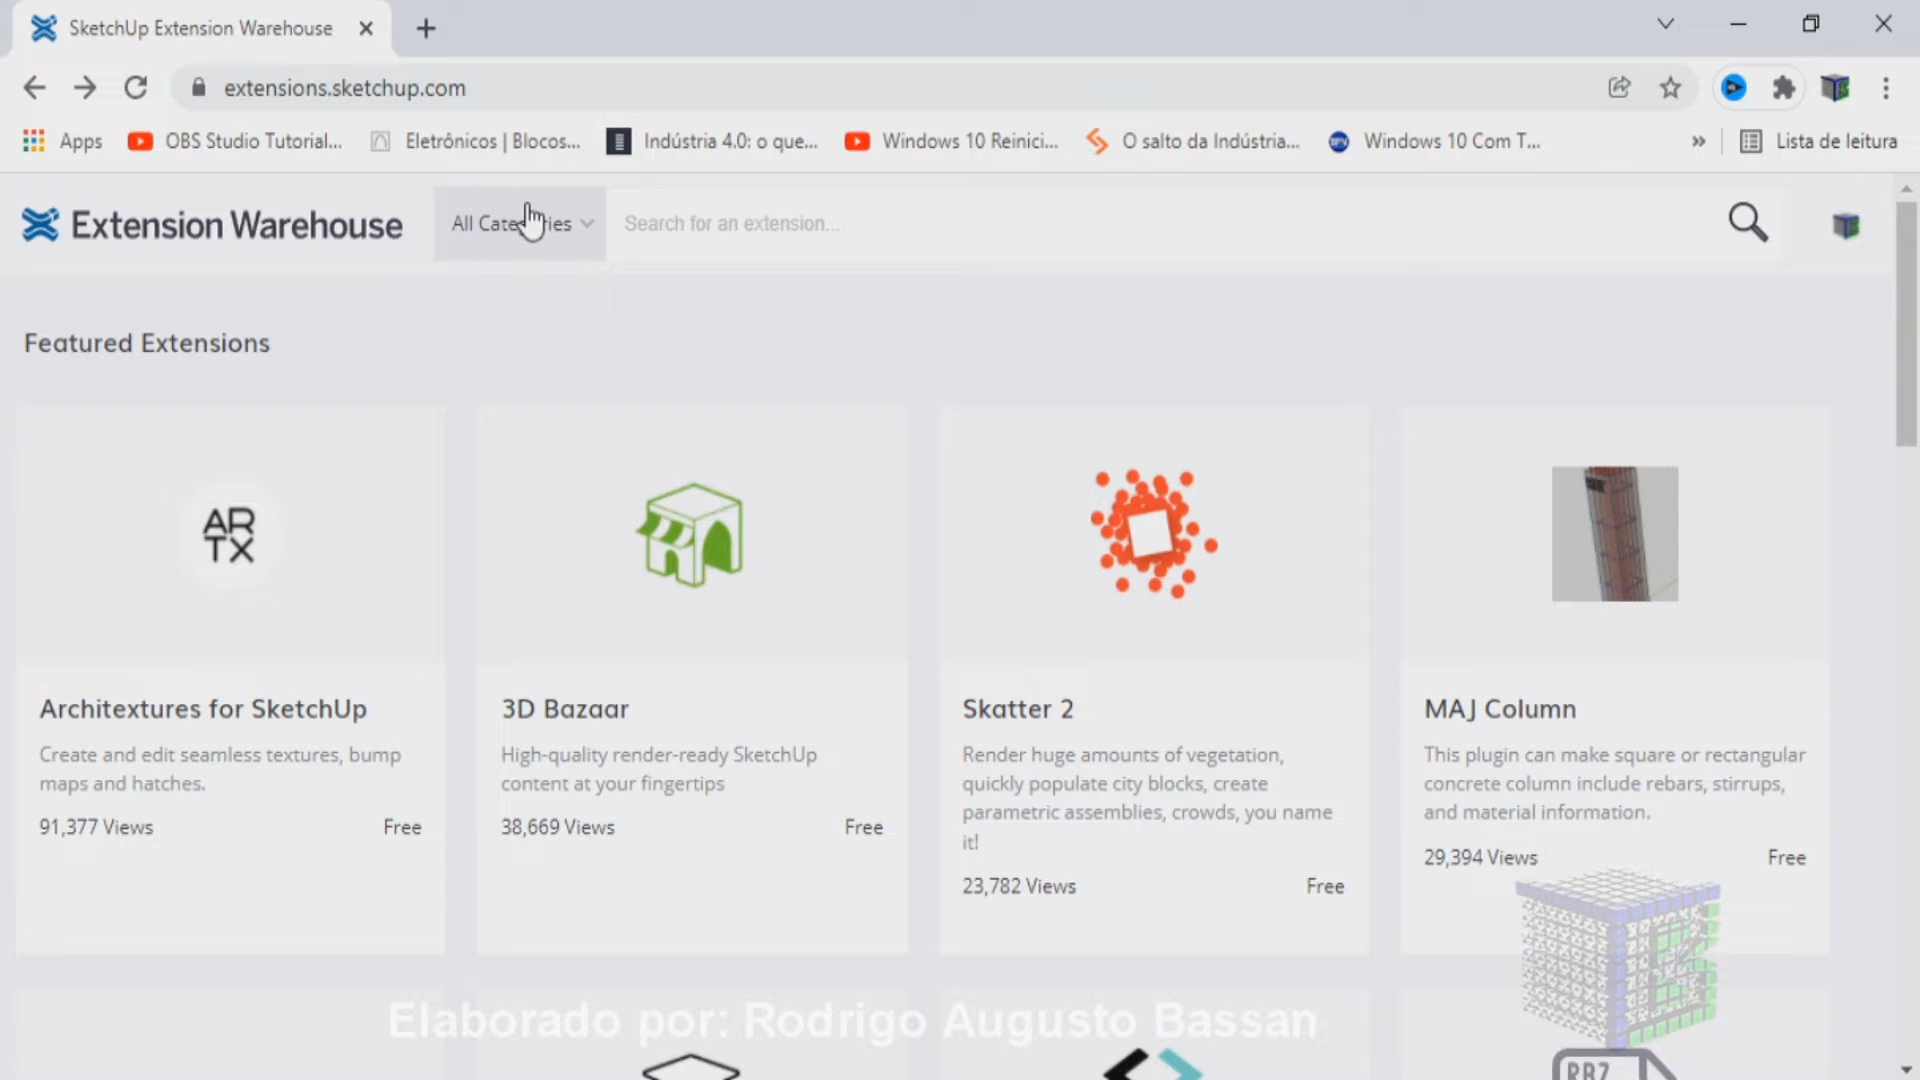 SketchUp Extension Warehouse
extensions.sketchup.com
Apps
OBS Studio Tutorial...
Eletrônicos | Blocos...
Indústria 4.0: o que...
Windows 10 Reinici...
O salto da Indústria...
Windows 10 Com T...
»
Lista de leitura
Extension Warehouse
All Categories
Search for an extension...
Featured Extensions
AR
TX
Architextures for SketchUp
Create and edit seamless textures, bump
maps and hatches.
91,377 Views
Free
3D Bazaar
High-quality render-ready SketchUp
content at your fingertips
38,669 Views
Free
Skatter 2
Render huge amounts of vegetation,
quickly populate city blocks, create
parametric assemblies, crowds, you name
it!
23,782 Views
Free
MAJ Column
This plugin can make square or rectangular
concrete column include rebars, stirrups,
and material information.
29,394 Views
Free
Elaborado por: Rodrigo Augusto Bassan
RBZ